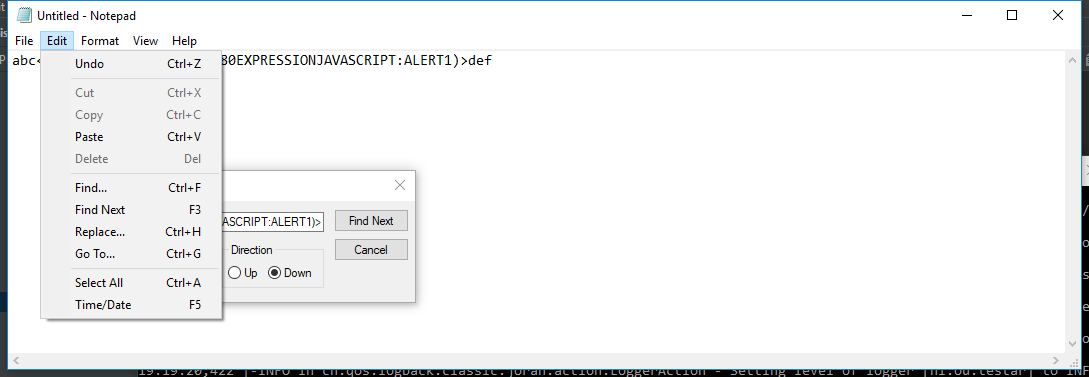 Untitled - Notepad
File Edit Format View Help
abc< 80EXPRESSIONJAVASCRIPT:ALERT1)>def
Undo Ctrl+Z
Cut Ctrl+X
Copy Ctrl+C
Paste Ctrl+V
Delete Del
Find... Ctrl+F
Find Next F3
Replace... Ctrl+H
Go To... Ctrl+G
Select All Ctrl+A
Time/Date F5
ASCRIPT:ALERT1)> Find Next
Direction Cancel
Up Down
19:19:20,422 |-INFO in ch.qos.logback.classic.joran.action.LoggerAction - Setting level of logger [nl.ou.testar] to INF